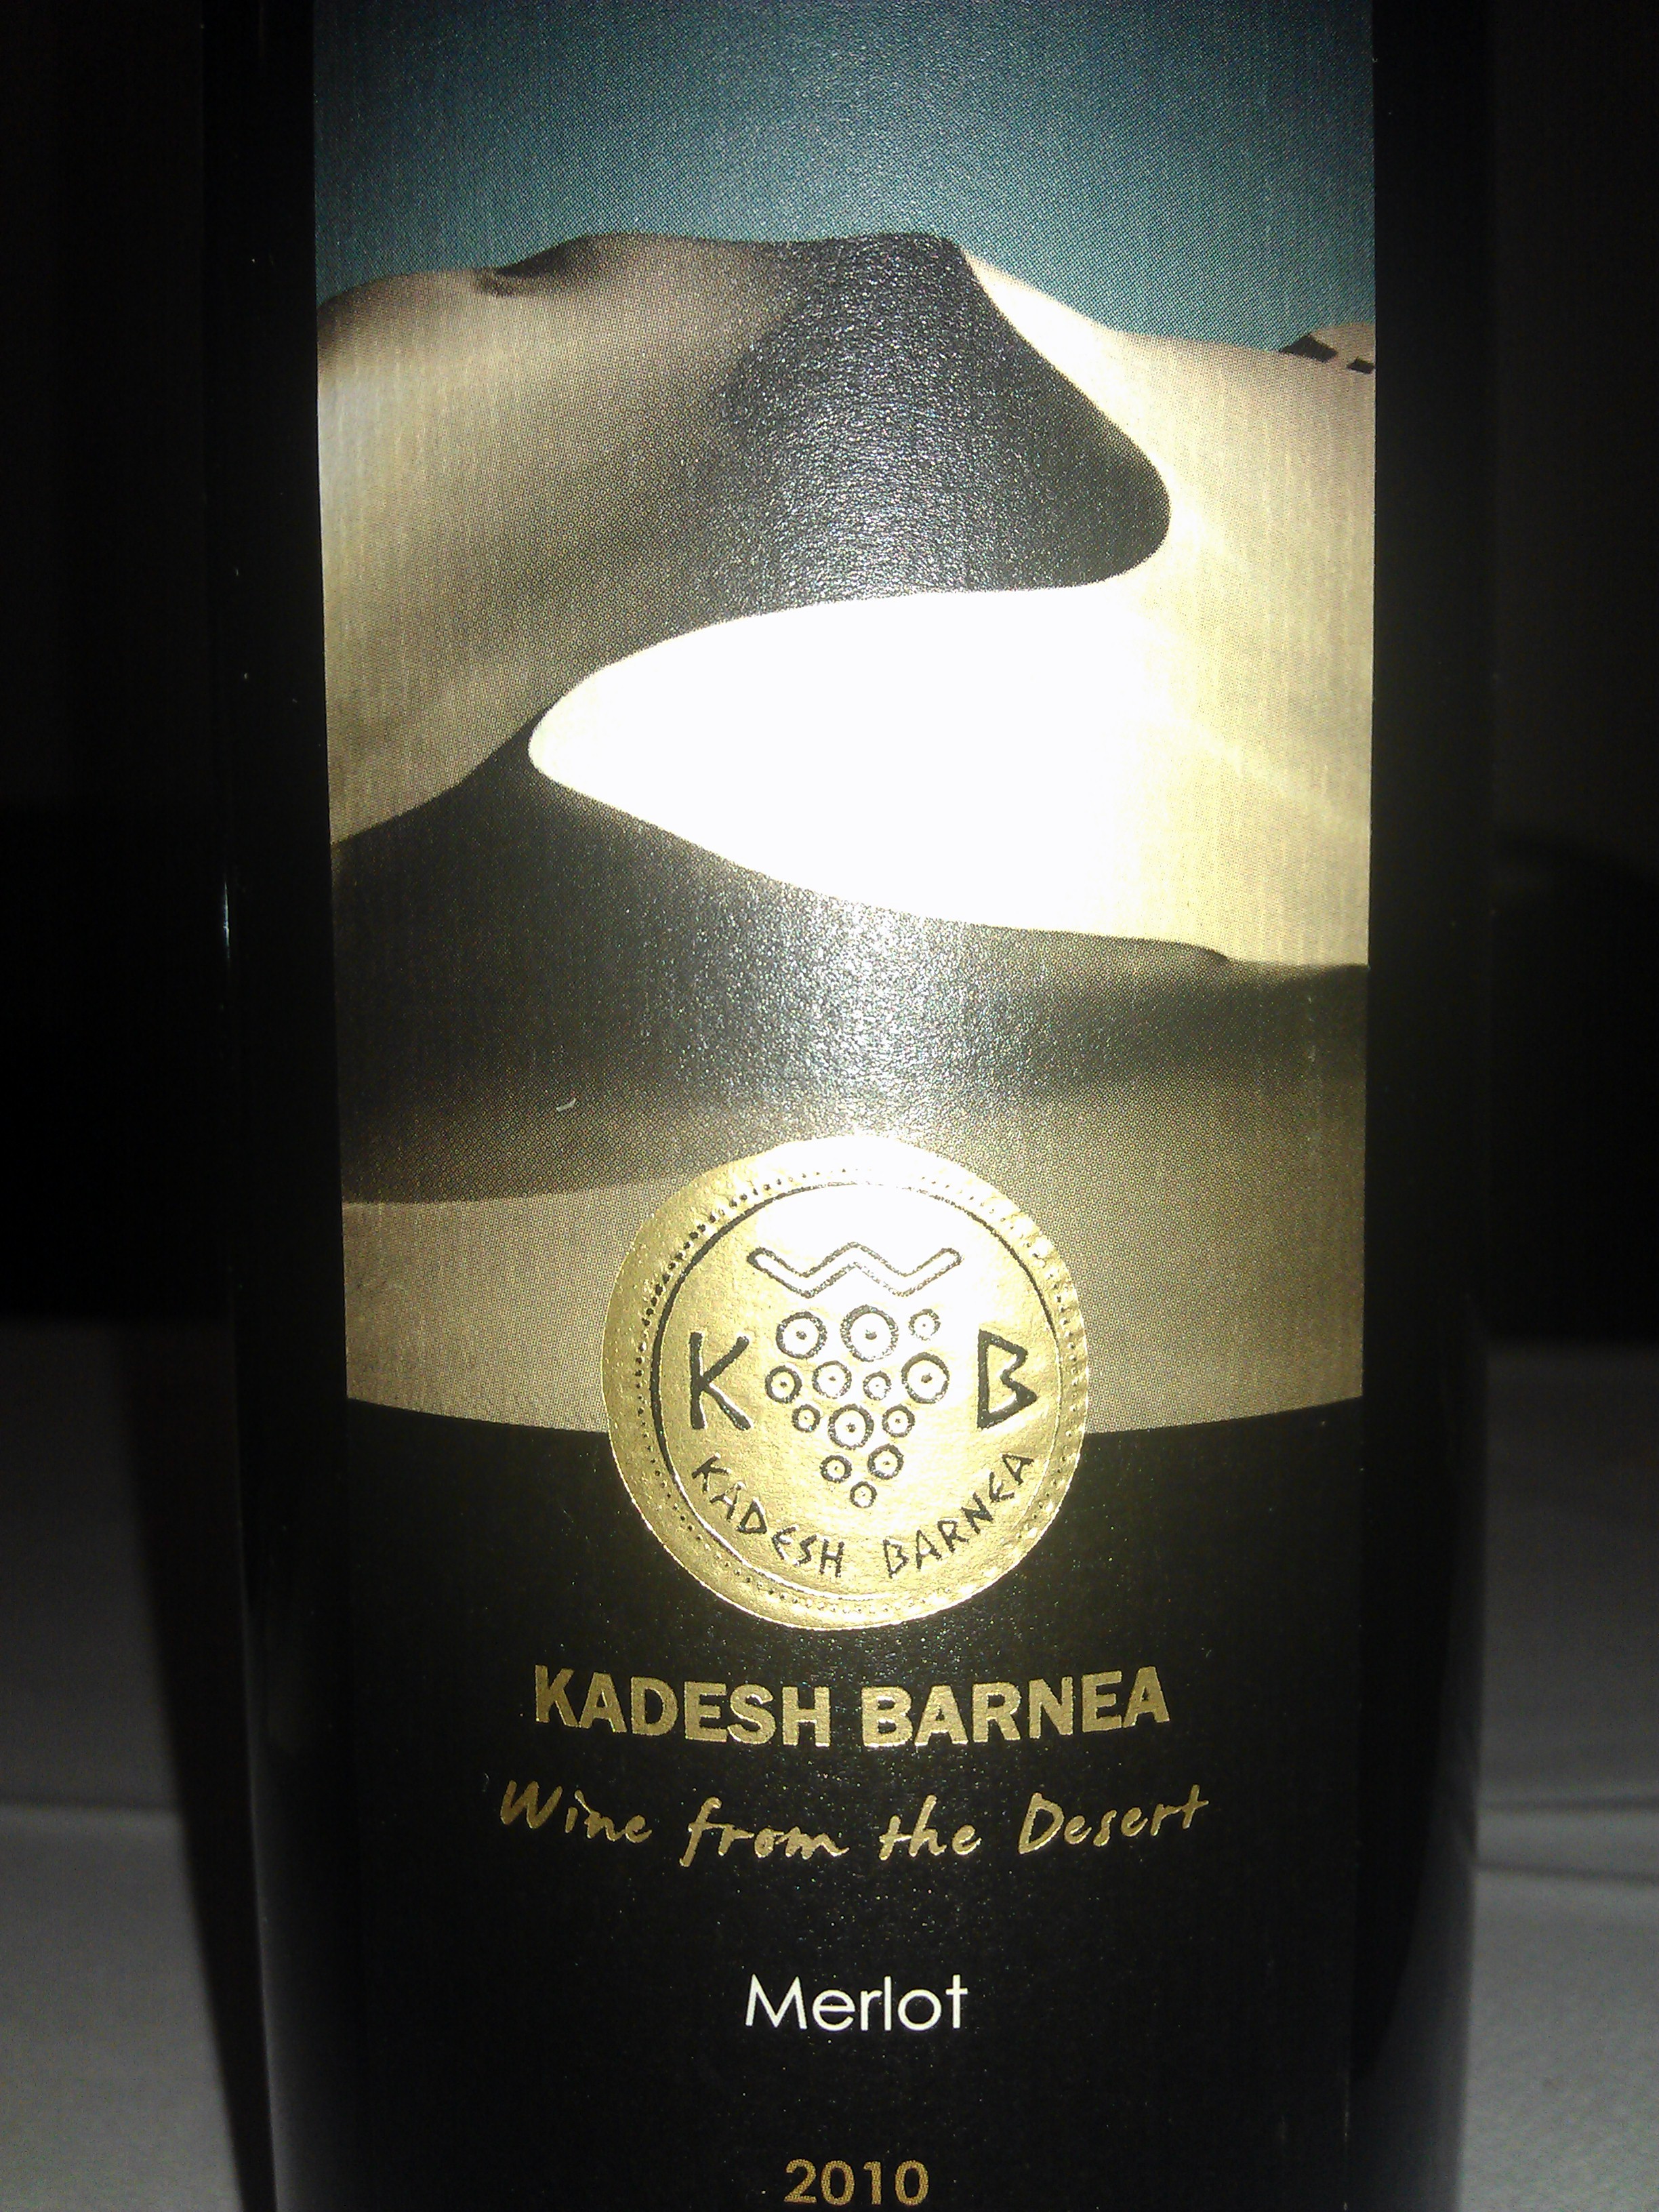 K B
KADESH BARNEA
KADESH BARNEA
Wine from the Desert
Merlot
2010